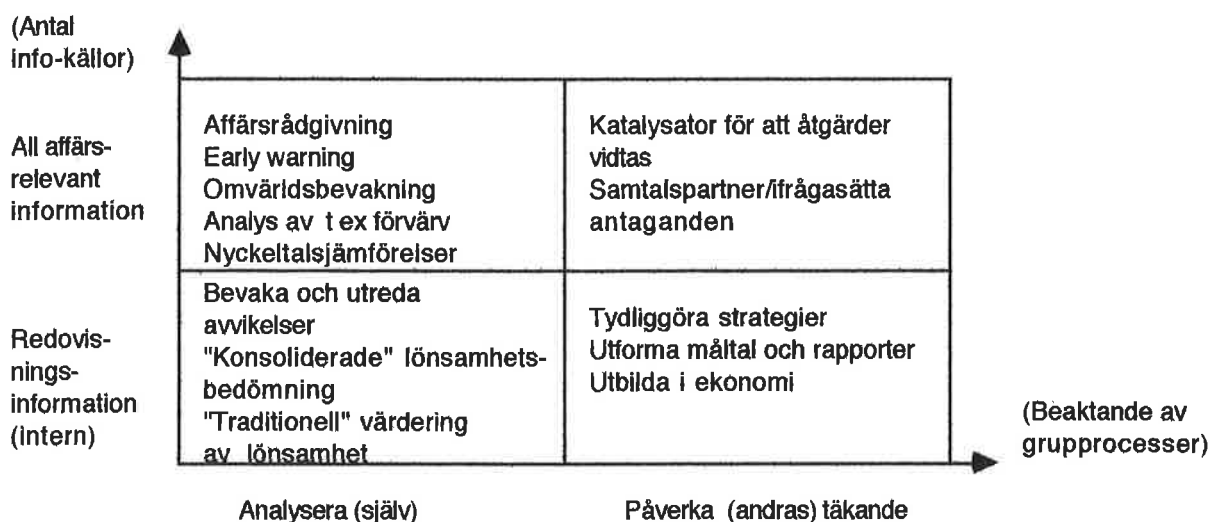 (Antal
info-källor)
All affärs-
relevant
information
Affärsrådgivning
Early warning
Omvärldsbevakning
Analys av t ex förvärv
Nyckeltalsjämförelser
Katalysator för att åtgärder
vidtas
Samtalspartner/ifrågasätta
antaganden
Redovis-
nings-
information
(intern)
Bevaka och utreda
avvikelser
"Konsoliderade" lönsamhets-
bedömning
"Traditionell" värdering
av lönsamhet
Tydliggöra strategier
Utforma måltal och rapporter
Utbilda i ekonomi
(Beaktande av
grupprocesser)
Analysera (själv)
Påverka (andras) täkande